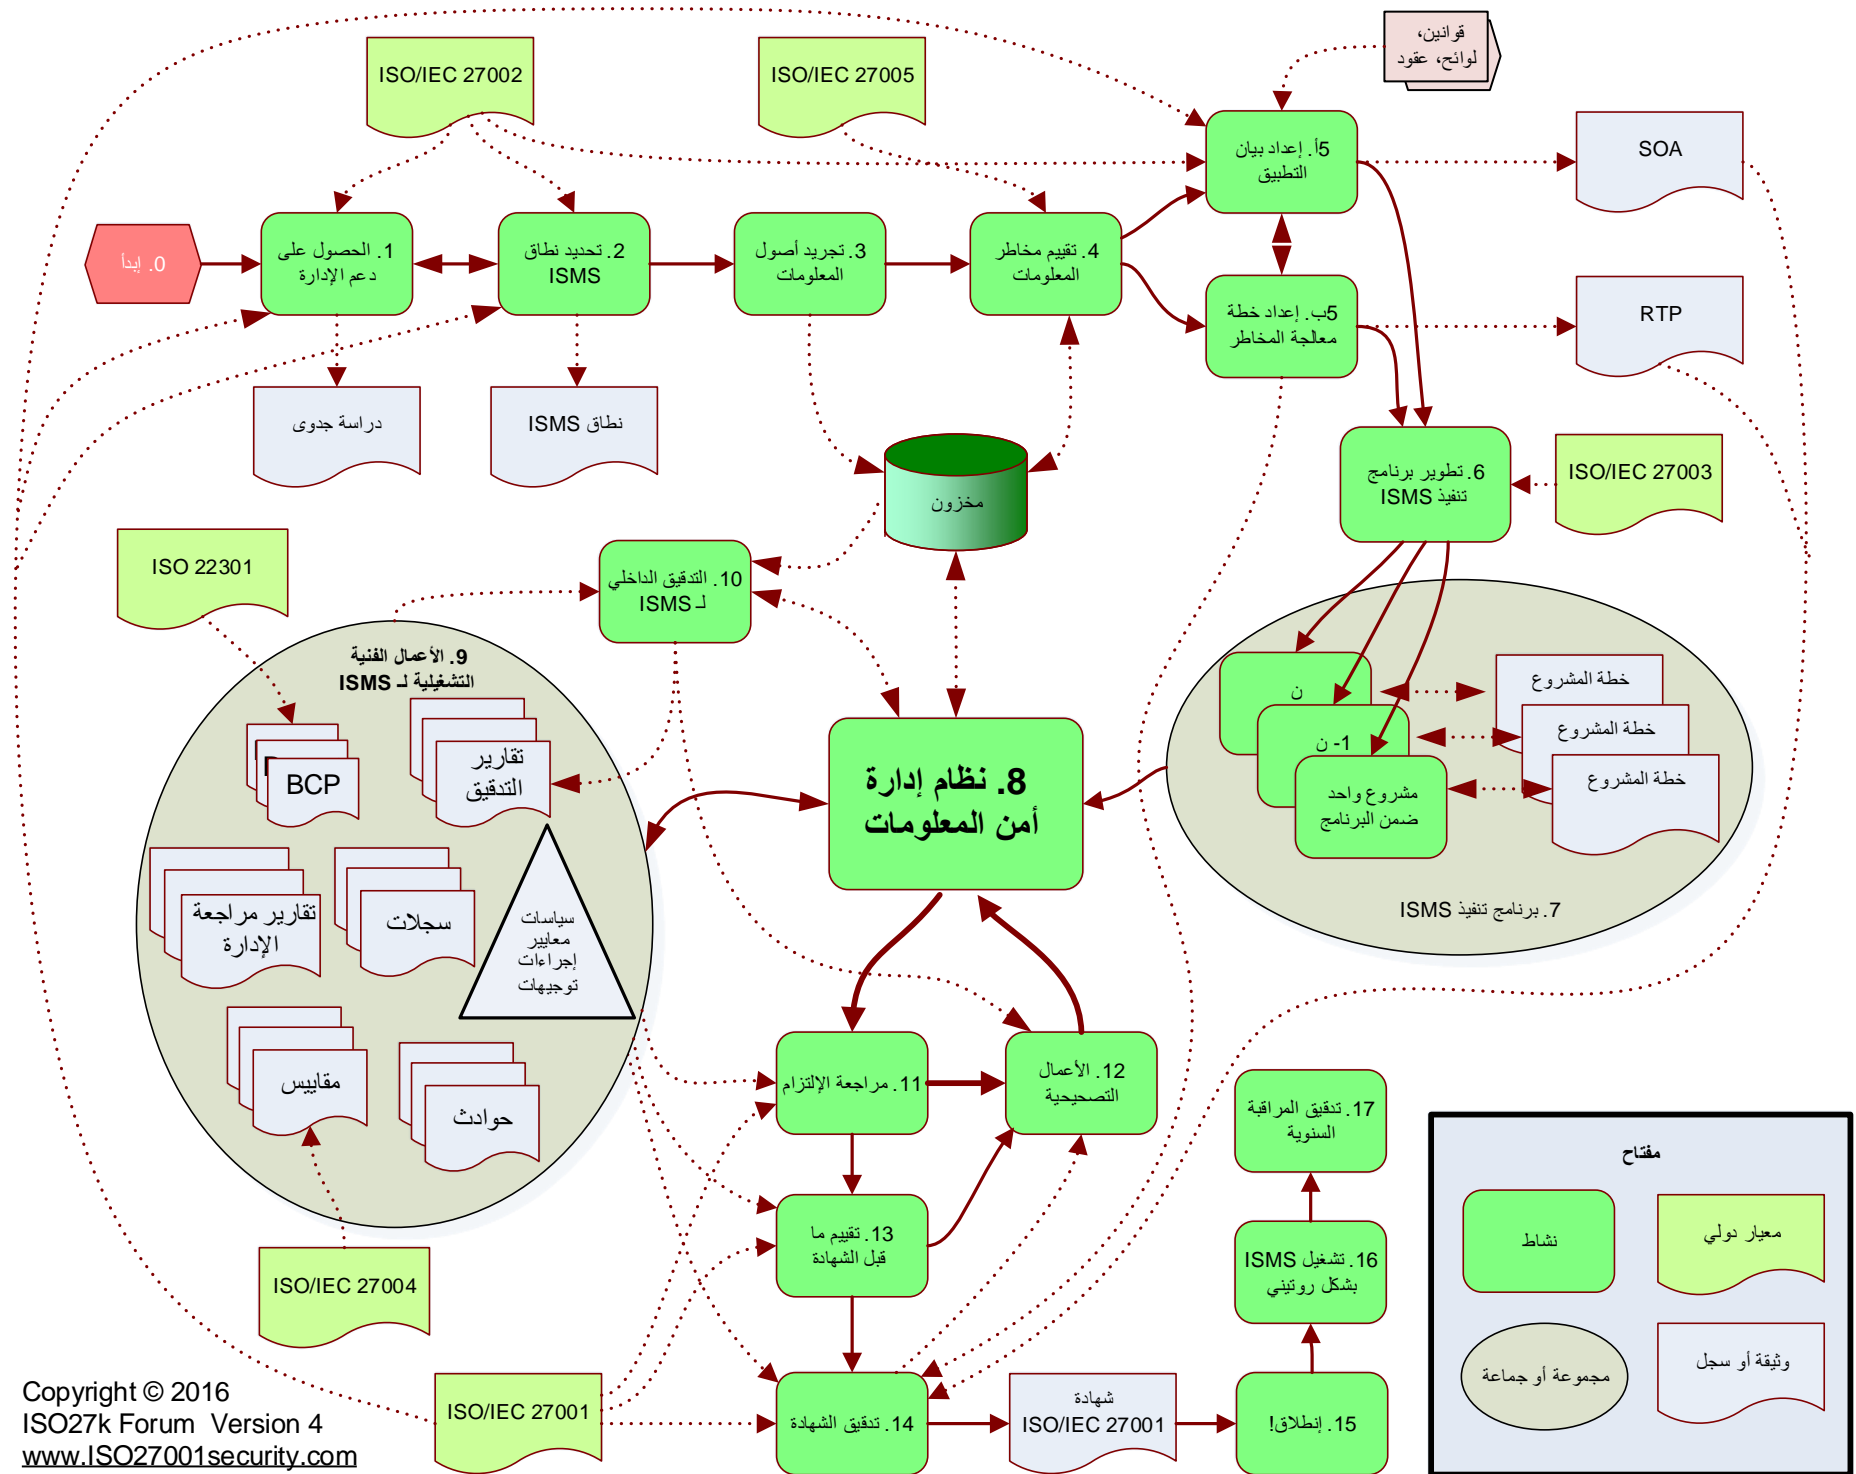 قوانين،
لوائح، عقود
ISO/IEC 27002
ISO/IEC 27005
5أ. إعداد بيان
التطبيق
SOA
0. إبدأ
1. الحصول على
دعم الإدارة
2. تحديد نطاق
ISMS
3. تجريد أصول
المعلومات
4. تقييم مخاطر
المعلومات
5ب. إعداد خطة
معالجة المخاطر
RTP
دراسة جدوى
نطاق ISMS
مخزون
6. تطوير برنامج
تنفيذ ISMS
ISO/IEC 27003
ISO 22301
10. التدقيق الداخلي
لـ ISMS
9. الأعمال الفنية
التشغيلية لـ ISMS
BCP
تقارير
التدقيق
تقارير مراجعة
الإدارة
سجلات
سياسات
معايير
إجراءات
توجيهات
مقاييس
حوادث
8. نظام إدارة
أمن المعلومات
ن
ن -1
مشروع واحد
ضمن البرنامج
خطة المشروع
خطة المشروع
خطة المشروع
7. برنامج تنفيذ ISMS
11. مراجعة الإلتزام
12. الأعمال
التصحيحية
13. تقييم ما
قبل الشهادة
14. تدقيق الشهادة
ISO/IEC 27004
ISO/IEC 27001
شهادة
ISO/IEC 27001
15. إنطلاق!
16. تشغيل ISMS
بشكل روتيني
17. تدقيق المراقبة
السنوية
مفتاح
نشاط
معيار دولي
مجموعة أو جماعة
وثيقة أو سجل
Copyright © 2016
ISO27k Forum Version 4
www.ISO27001security.com